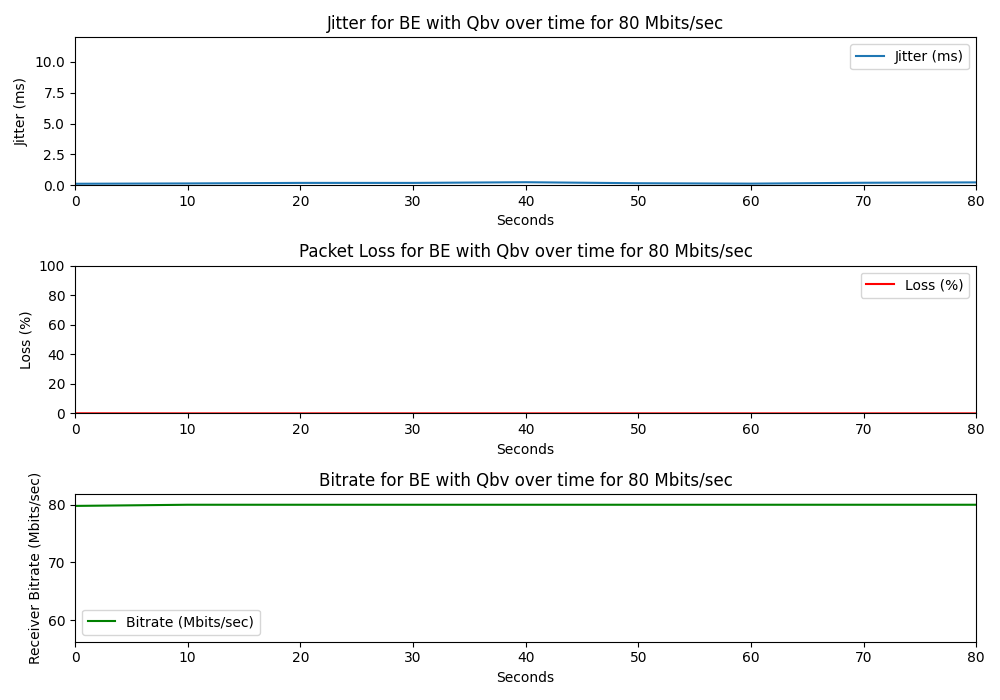 Jitter for BE with Qbv over time for 80 Mbits/sec
Jitter (ms)
10.0
7.5
5.0
2.5
0.0
Jitter (ms)
0 10 20 30 40 50 60 70 80
Seconds
Packet Loss for BE with Qbv over time for 80 Mbits/sec
Loss (%)
100
80
60
40
20
0
Loss (%)
0 10 20 30 40 50 60 70 80
Seconds
Bitrate for BE with Qbv over time for 80 Mbits/sec
Receiver Bitrate (Mbits/sec)
80
70
60
Bitrate (Mbits/sec)
0 10 20 30 40 50 60 70 80
Seconds